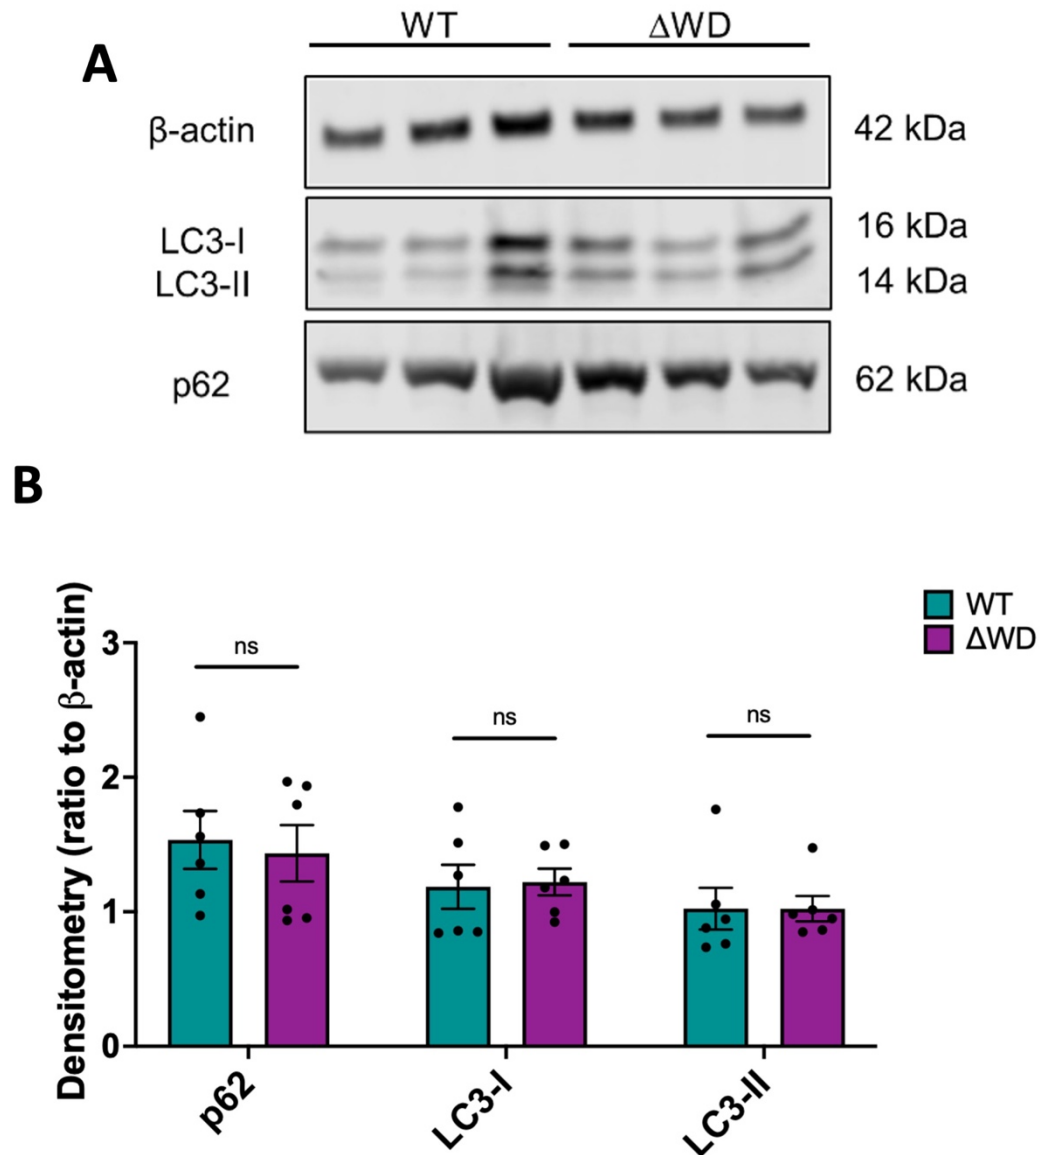 WT ΔWD
A
β-actin 42 kDa
LC3-I 16 kDa
LC3-II 14 kDa
p62 62 kDa
B
Densitometry (ratio to β-actin)
WT
ΔWD
3
2
1
0
ns
ns
ns
p62
LC3-I
LC3-II